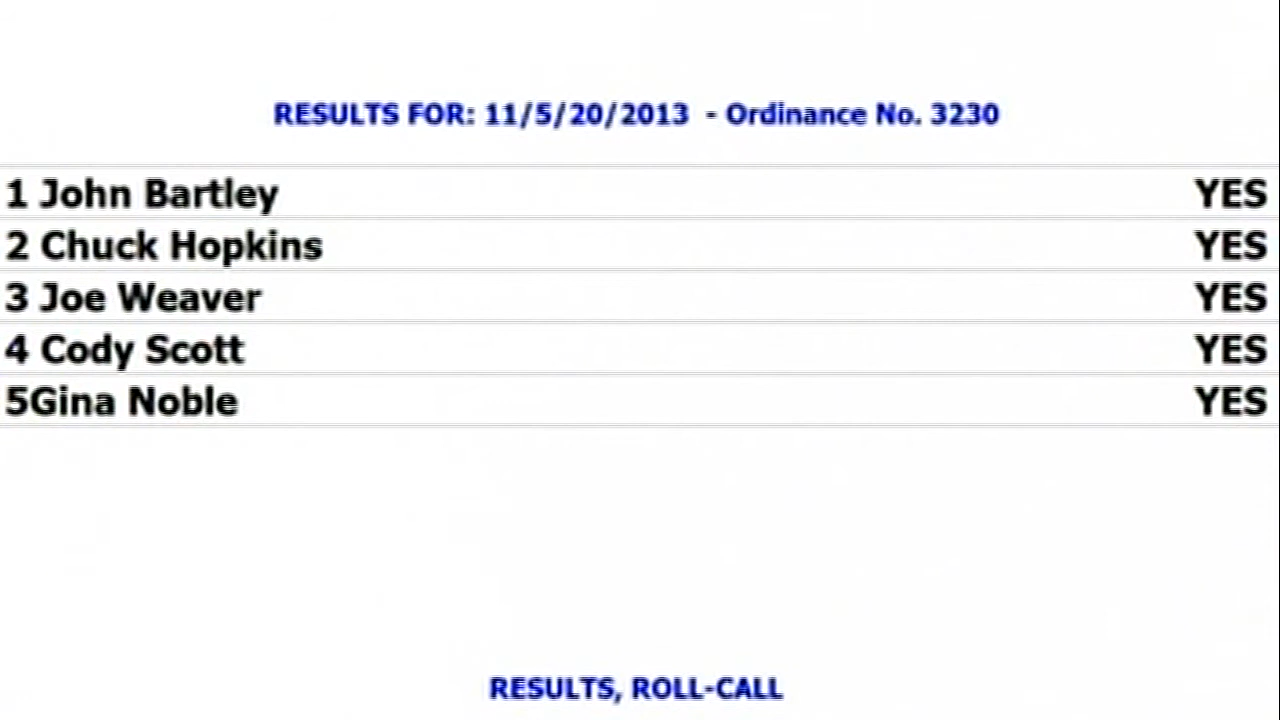 RESULTS FOR: 11/5/20/2013 - Ordinance No. 3230
1 John Bartley YES
2 Chuck Hopkins YES
3 Joe Weaver YES
4 Cody Scott YES
5Gina Noble YES
RESULTS, ROLL-CALL